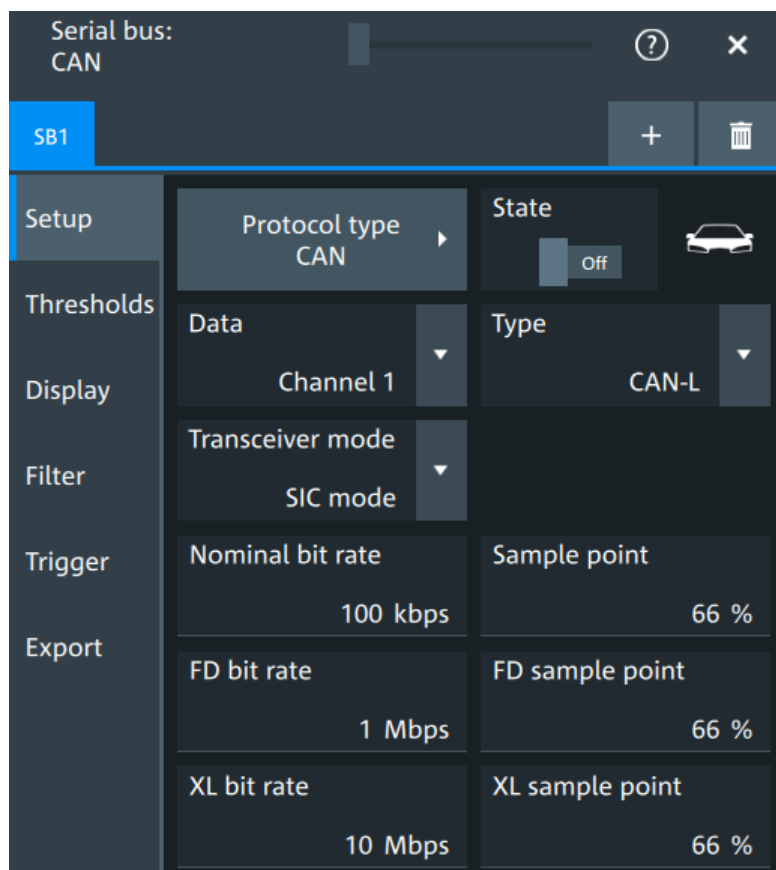 Serial bus:
CAN
?
SB1
+
Setup
Thresholds
Display
Filter
Trigger
Export
Protocol type
CAN
State
Off
Data
Channel 1
Type
CAN-L
Transceiver mode
SIC mode
Nominal bit rate
100 kbps
Sample point
66 %
FD bit rate
1 Mbps
FD sample point
66 %
XL bit rate
10 Mbps
XL sample point
66 %